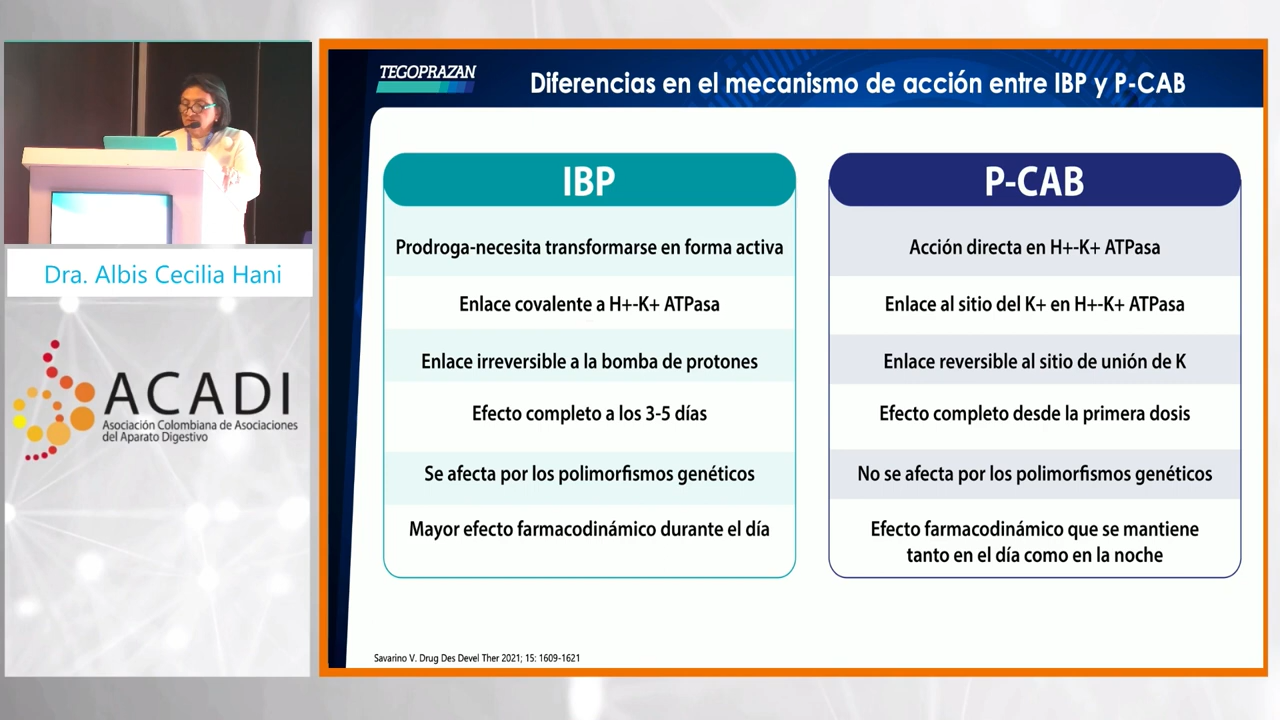 TEGOPRAZAN
Diferencias en el mecanismo de acción entre IBP y P-CAB
IBP
Prodroga-necesita transformarse en forma activa
Enlace covalente a H+-K+ ATPasa
Enlace irreversible a la bomba de protones
Efecto completo a los 3-5 días
Se afecta por los polimorfismos genéticos
Mayor efecto farmacodinámico durante el día
P-CAB
Acción directa en H+-K+ ATPasa
Enlace al sitio del K+ en H+-K+ ATPasa
Enlace reversible al sitio de unión de K
Efecto completo desde la primera dosis
No se afecta por los polimorfismos genéticos
Efecto farmacodinámico que se mantiene
tanto en el día como en la noche
Savarino V. Drug Des Devel Ther 2021; 15: 1609-1621
Dra. Albis Cecilia Hani
ACADI
Asociación Colombiana de Asociaciones
del Aparato Digestivo